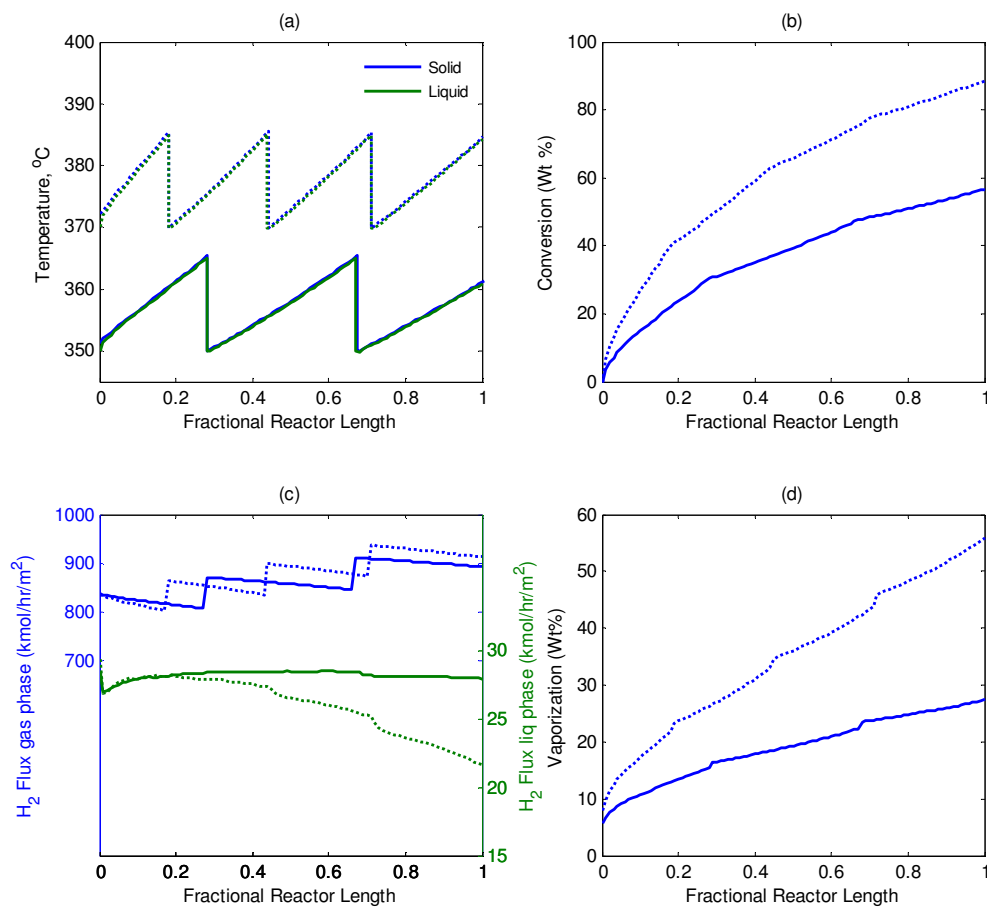 (a)
400
390
380
370
360
350
Temperature, °C
Solid
Liquid
0 0.2 0.4 0.6 0.8 1
Fractional Reactor Length
(b)
100
80
60
40
20
0
Conversion (Wt %)
0 0.2 0.4 0.6 0.8 1
Fractional Reactor Length
(c)
1000
900
800
700
H2 Flux gas phase (kmol/hr/m²)
30
25
20
15
H2 Flux liq phase (kmol/hr/m²)
0 0.2 0.4 0.6 0.8 1
Fractional Reactor Length
(d)
60
50
40
30
20
10
0
Vaporization (Wt%)
0 0.2 0.4 0.6 0.8 1
Fractional Reactor Length